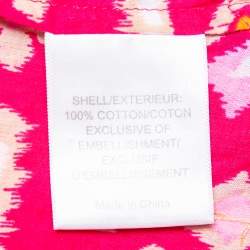 SHELL/EXTERIEUR:
100% COTTON/COTON
EXCLUSIVE OF
EMBELLISHMENT/
EXCLUSIF
D'EMBELLISSEMENT
Made in China